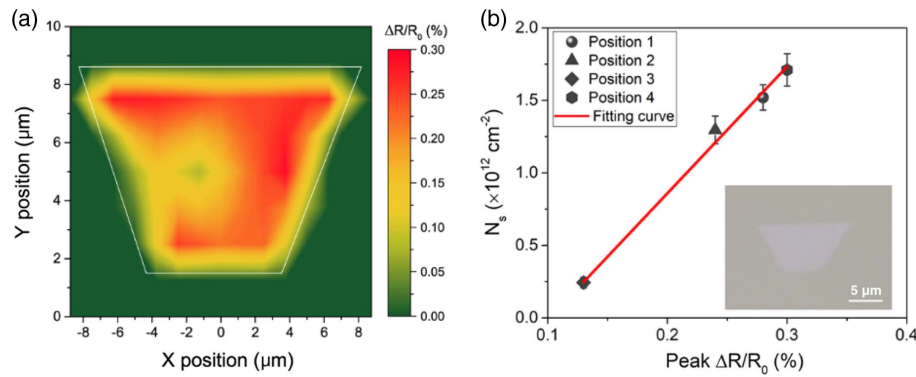 (a)
ΔR/R0 (%)
10
8
6
4
2
0
Y position (μm)
-8
-6
-4
-2
0
2
4
6
8
X position (μm)
0.30
0.25
0.20
0.15
0.10
0.05
0.00
(b)
2.0
1.5
1.0
0.5
0.0
Ns (×10^12 cm-2)
Position 1
Position 2
Position 3
Position 4
Fitting curve
5 μm
0.1
0.2
0.3
0.4
Peak ΔR/R0 (%)